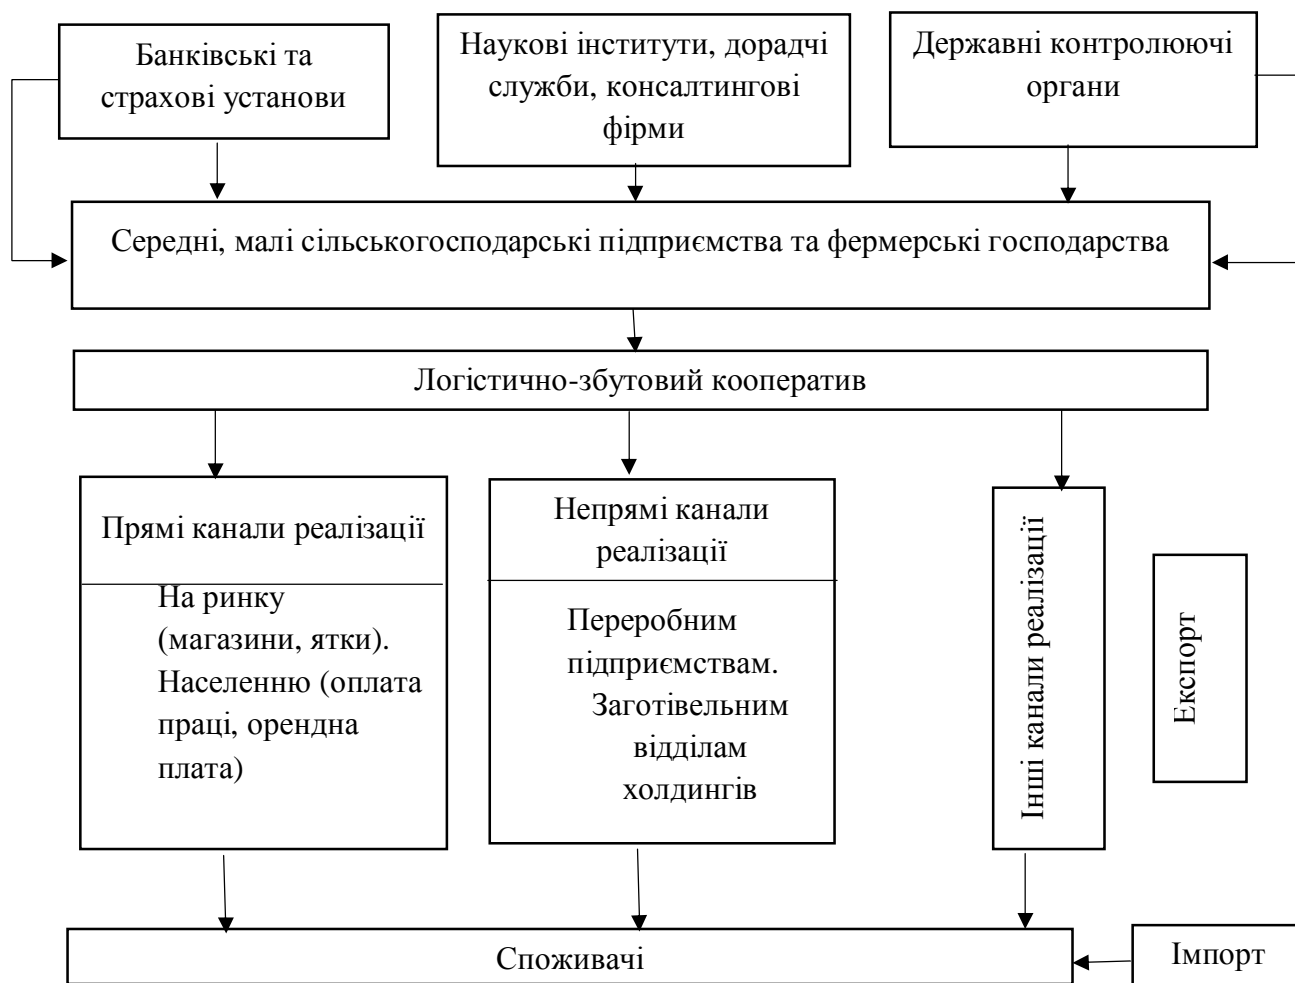 Банківські та
страхові установи
Наукові інститути, дорадчі
служби, консалтингові
фірми
Державні контролюючі
органи
Середні, малі сільськогосподарські підприємства та фермерські господарства
Логістично-збутовий кооператив
Прямі канали реалізації
На ринку
(магазини, ятки).
Населенню (оплата
праці, орендна
плата)
Непрямі канали
реалізації
Переробним
підприємствам.
Заготівельним
відділам
холдингів
Інші канали реалізації
Експорт
Споживачі
Імпорт